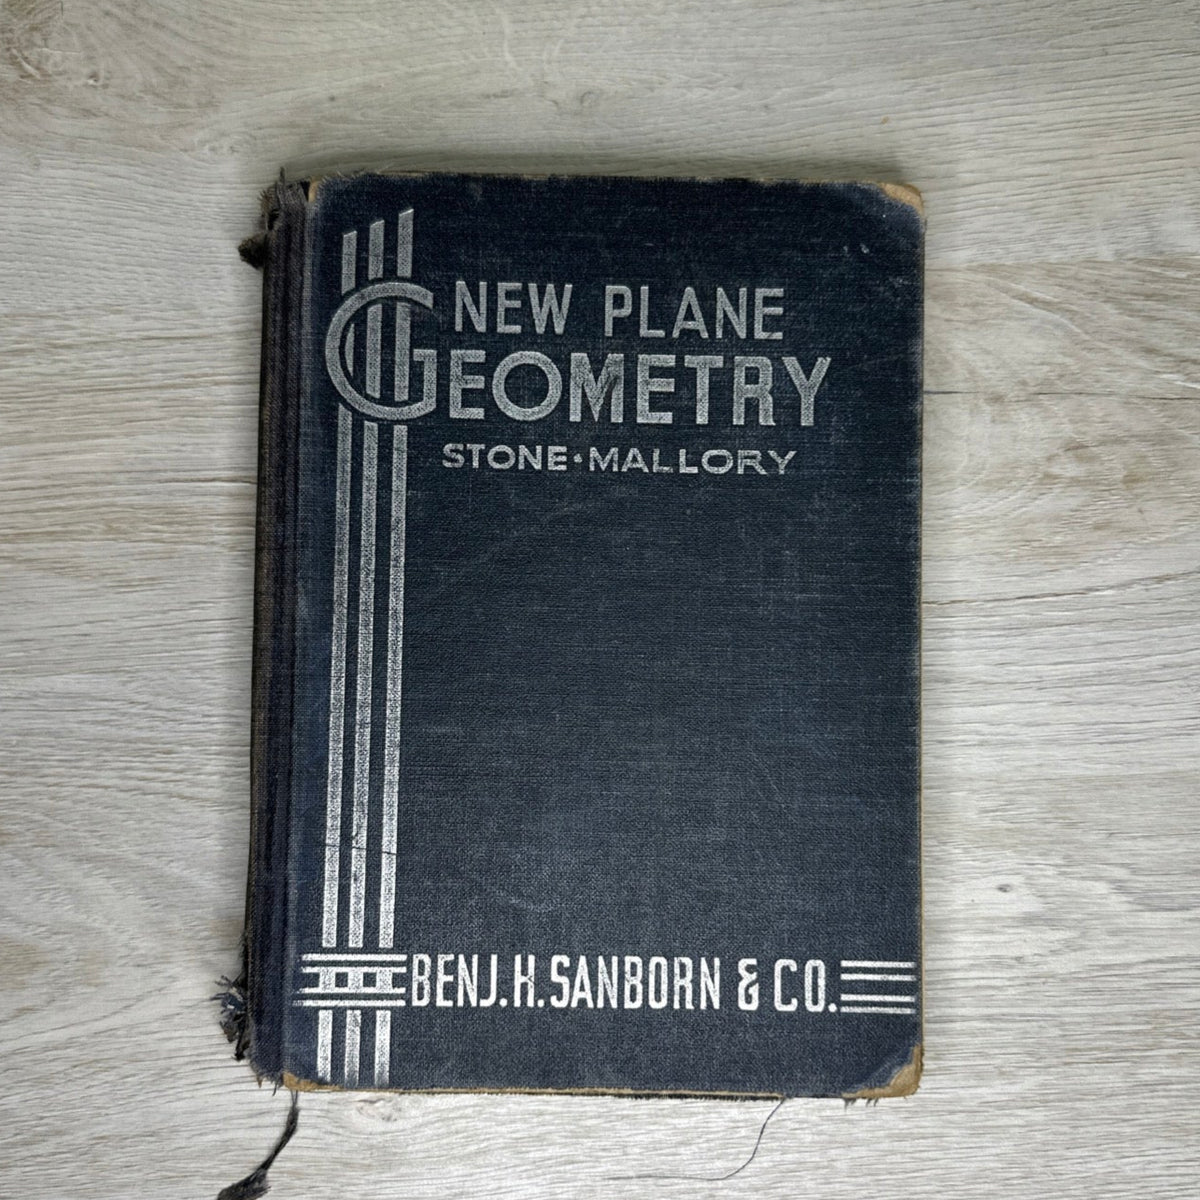 NEW PLANE
GEOMETRY
STONE·MALLORY
BENJ. H. SANBORN & CO.